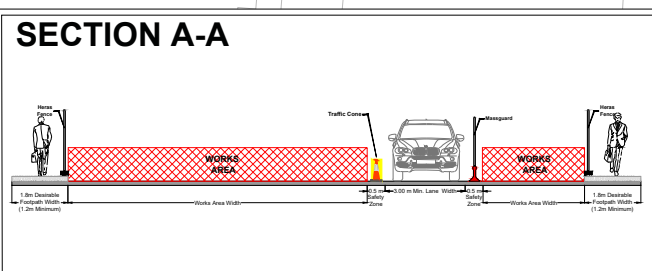 SECTION A-A
Heras
Fence
Traffic Cone
Massguard
Heras
Fence
WORKS
AREA
WORKS
AREA
1.8m Desirable
Footpath Width
(1.2m Minimum)
Works Area Width
0.5 m
Safety
Zone
3.00 m Min. Lane Width
0.5 m
Safety
Zone
Works Area Width
1.8m Desirable
Footpath Width
(1.2m Minimum)